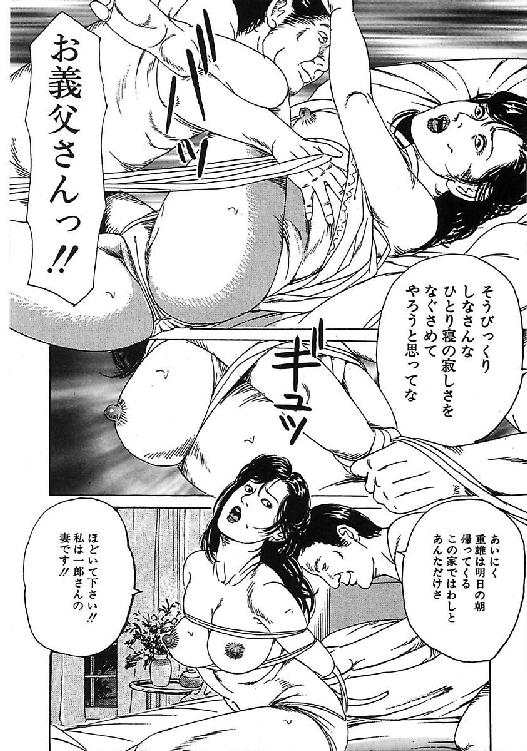 お義父さんっ!!
そうびっくり
しなさんな
ひとり寝の寂しさを
なぐさめて
やろうと思ってな
ギュッ
あいにく
重雄は明日の朝
帰ってくる
この家ではわしと
あんただけさ
ほどいて下さい!!
私は一郎さんの
妻です!!